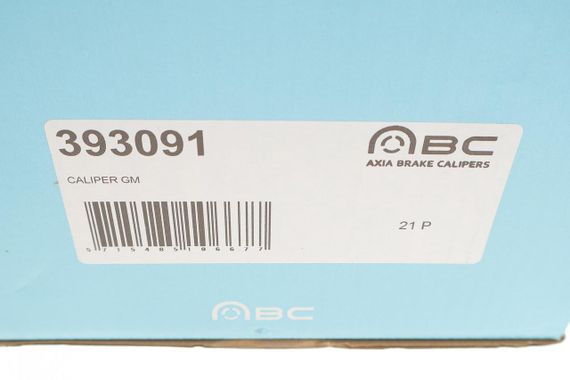 393091
ABC
AXIA BRAKE CALIPERS
CALIPER GM
21 P
ABC